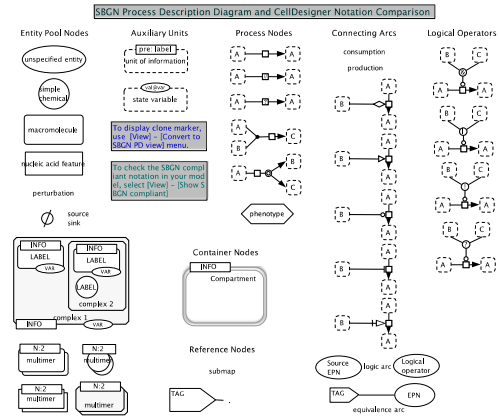 SBGN Process Description Diagram and CellDesigner Notation Comparison
Entity Pool Nodes
Auxiliary Units
Process Nodes
Connecting Arcs
Logical Operators
unspecified entity
simple
chemical
macromolecule
nucleic acid feature
perturbation
source
sink
INFO
LABEL
VAR
INFO
LABEL
VAR
LABEL
complex 2
complex 1
INFO
VAR
N:2
multimer
N:2
multimer
N:2
multimer
N:2
multimer
pre: label
unit of information
val@var
state variable
To display clone marker,
use [View] - [Convert to
SBGN PD view] menu.
To check the SBGN compl
iant notation in your mod
el, select [View] - [Show S
BGN compliant]
Container Nodes
INFO
Compartment
Reference Nodes
submap
TAG
A
A
A
A
A
A
A
B
C
A
B
C
phenotype
consumption
production
A
B
A
A
B
A
A
B
A
A
B
A
A
B
A
Source
EPN
logic arc
Logical
operator
TAG
EPN
equivalence arc
B
C
A
A
B
C
A
A
B
C
A
A
B
C
A
A